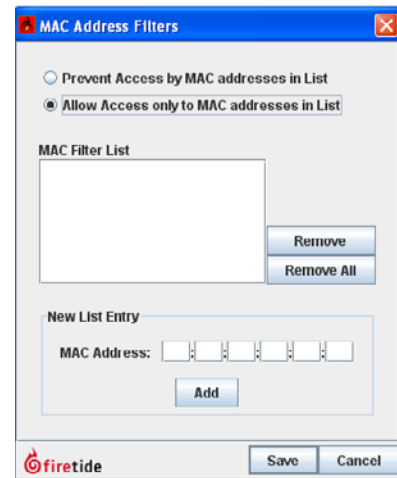 MAC Address Filters
Prevent Access by MAC addresses in List
Allow Access only to MAC addresses in List
MAC Filter List
Remove
Remove All
New List Entry
MAC Address: : : : : :
Add
firetide
Save Cancel